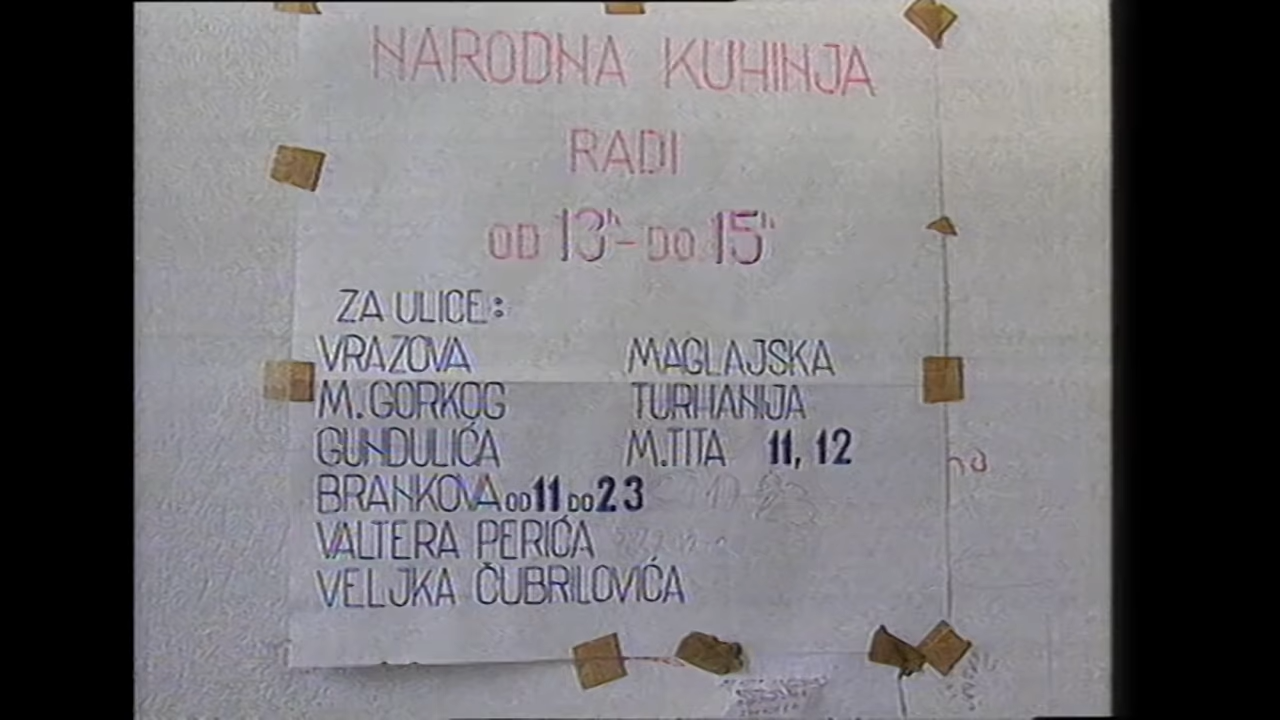 NARODNA KUHINJA
RADI
OD 13h - DO 15h
ZA ULICE:
VRAZOVA
M. GORKOG
GUNDULIĆA
BRANKOVA OD 11 DO 23
VALTERA PERIĆA
VELJKA ČUBRILOVIĆA
MAGLAJSKA
TURHANIJA
M. TITA 11, 12